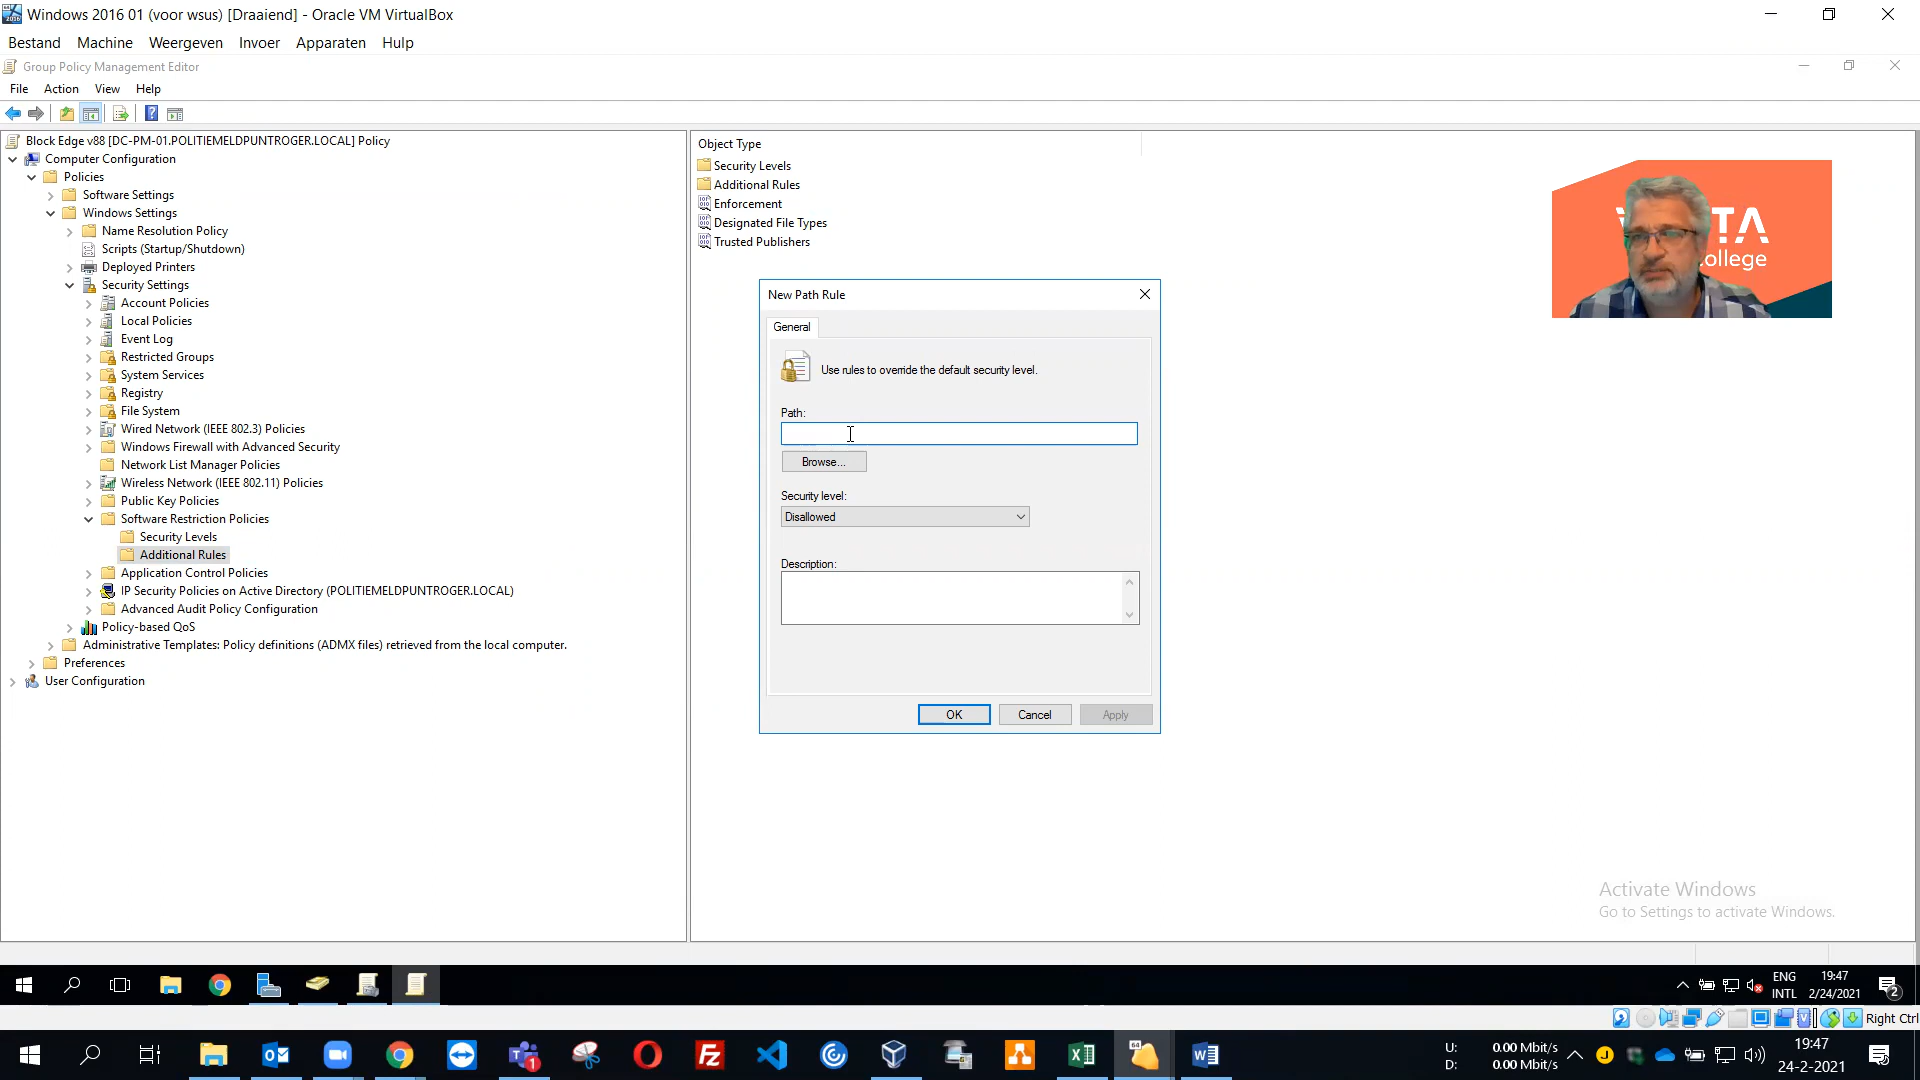 Windows 2016 01 (voor wsus) [Draaiend] - Oracle VM VirtualBox
Bestand Machine Weergeven Invoer Apparaten Hulp
Group Policy Management Editor
File Action View Help
Block Edge v88 [DC-PM-01.POLITIEMELDPUNTROGER.LOCAL] Policy
Computer Configuration
Policies
Software Settings
Windows Settings
Name Resolution Policy
Scripts (Startup/Shutdown)
Deployed Printers
Security Settings
Account Policies
Local Policies
Event Log
Restricted Groups
System Services
Registry
File System
Wired Network (IEEE 802.3) Policies
Windows Firewall with Advanced Security
Network List Manager Policies
Wireless Network (IEEE 802.11) Policies
Public Key Policies
Software Restriction Policies
Security Levels
Additional Rules
Application Control Policies
IP Security Policies on Active Directory (POLITIEMELDPUNTROGER.LOCAL)
Advanced Audit Policy Configuration
Policy-based QoS
Administrative Templates: Policy definitions (ADMX files) retrieved from the local computer.
Preferences
User Configuration
Object Type
Security Levels
Additional Rules
Enforcement
Designated File Types
Trusted Publishers
New Path Rule
General
Use rules to override the default security level.
Path:
Browse...
Security level:
Disallowed
Description:
OK Cancel Apply
TA
ollege
Activate Windows
Go to Settings to activate Windows.
ENG
INTL
19:47
2/24/2021
2
Right Ctrl
U: 0.00 Mbit/s
D: 0.00 Mbit/s
19:47
24-2-2021